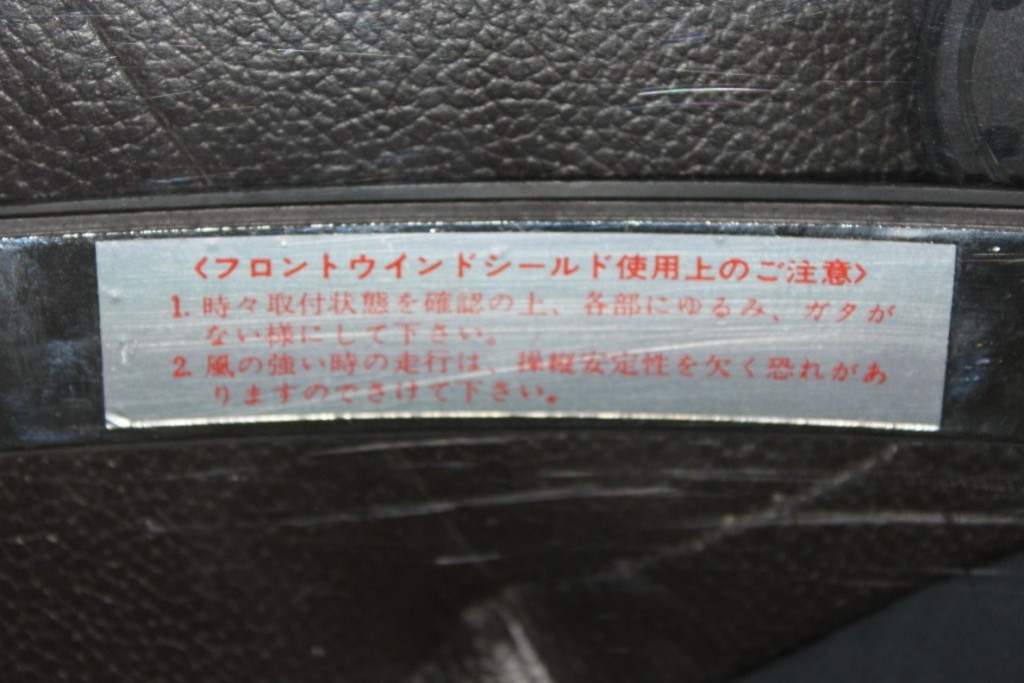 〈フロントウインドシールド使用上のご注意〉
1. 時々取付状態を確認の上、各部にゆるみ、ガタが
ない様にして下さい。
2. 風の強い時の走行は、操縦安定性を欠く恐れがあ
りますのでさけて下さい。